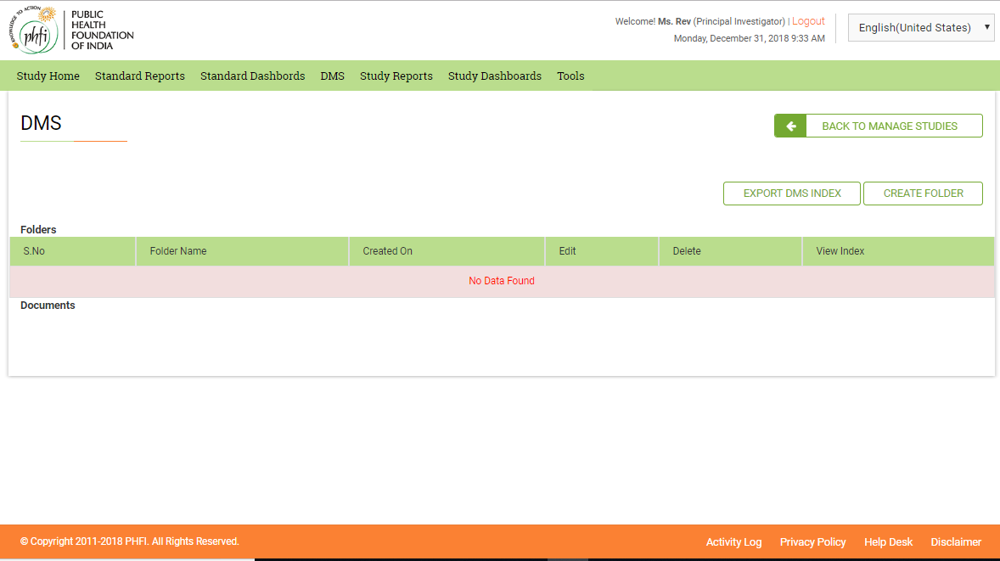 KNOWLEDGE TO ACTION
phfi
PUBLIC
HEALTH
FOUNDATION
OF INDIA
Welcome! Ms. Rev (Principal Investigator) | Logout
Monday, December 31, 2018 9:33 AM
English(United States)
Study Home Standard Reports Standard Dashbords DMS Study Reports Study Dashboards Tools
DMS
BACK TO MANAGE STUDIES
EXPORT DMS INDEX CREATE FOLDER
Folders
S.No Folder Name Created On Edit Delete View Index
No Data Found
Documents
© Copyright 2011-2018 PHFI. All Rights Reserved.
Activity Log Privacy Policy Help Desk Disclaimer